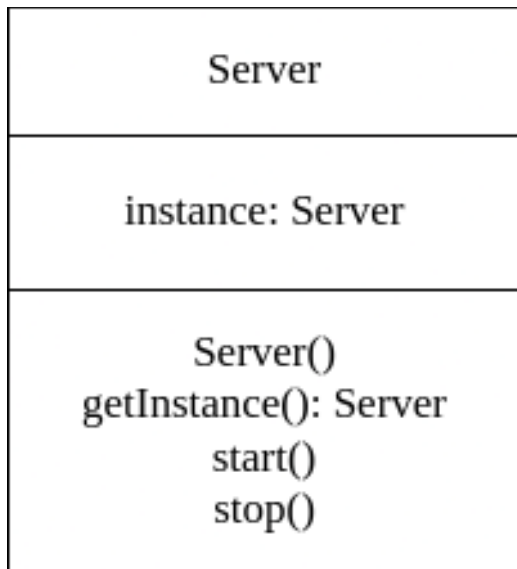 Server
instance: Server
Server()
getInstance(): Server
start()
stop()